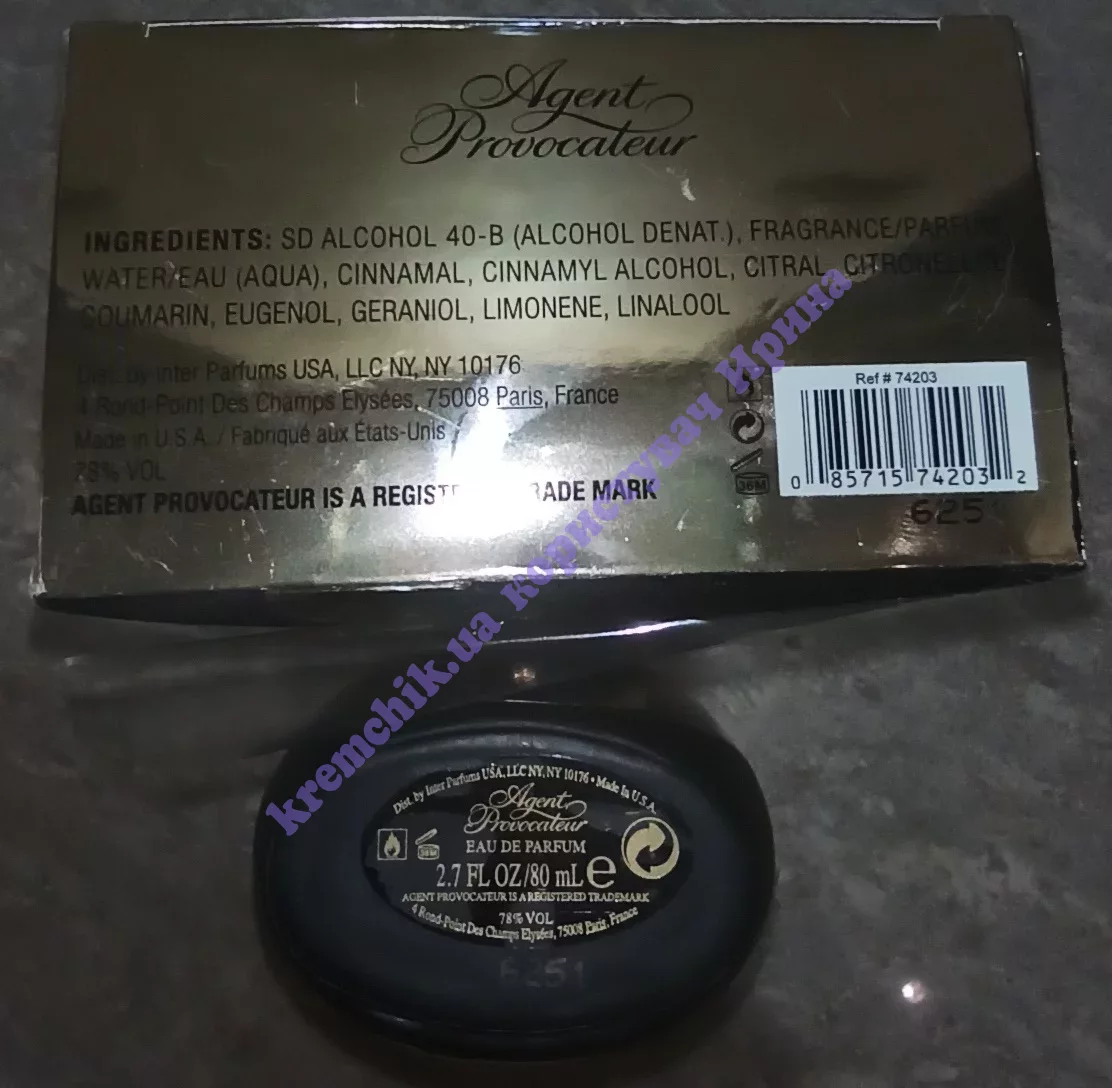 Agent
Provocateur
INGREDIENTS: SD ALCOHOL 40-B (ALCOHOL DENAT.), FRAGRANCE/PARFUM,
WATER/EAU (AQUA), CINNAMAL, CINNAMYL ALCOHOL, CITRAL, CITRONELLOL,
COUMARIN, EUGENOL, GERANIOL, LIMONENE, LINALOOL
Dist. by Inter Parfums USA, LLC NY, NY 10176
4 Rond-Point Des Champs Elysées, 75008 Paris, France
Made in U.S.A. / Fabriqué aux États-Unis
78% VOL
AGENT PROVOCATEUR IS A REGIST RADE MARK
36M
Ref # 74203
0 85715 74203 2
625
kremchik.ua користувач Ирина
Dist. by Inter Parfums USA, LLC NY, NY 10176 • Made In U.S.A.
Agent
Provocateur
EAU DE PARFUM
36M
2.7 FL OZ/80 mL e
AGENT PROVOCATEUR IS A REGISTERED TRADEMARK
78% VOL
4 Rond-Point Des Champs Elysées, 75008 Paris, France
6251